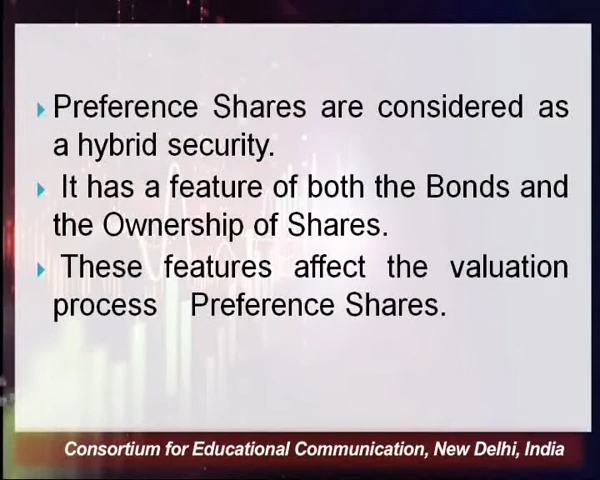 Preference Shares are considered as
a hybrid security.
It has a feature of both the Bonds and
the Ownership of Shares.
These features affect the valuation
process Preference Shares.
Consortium for Educational Communication, New Delhi, India